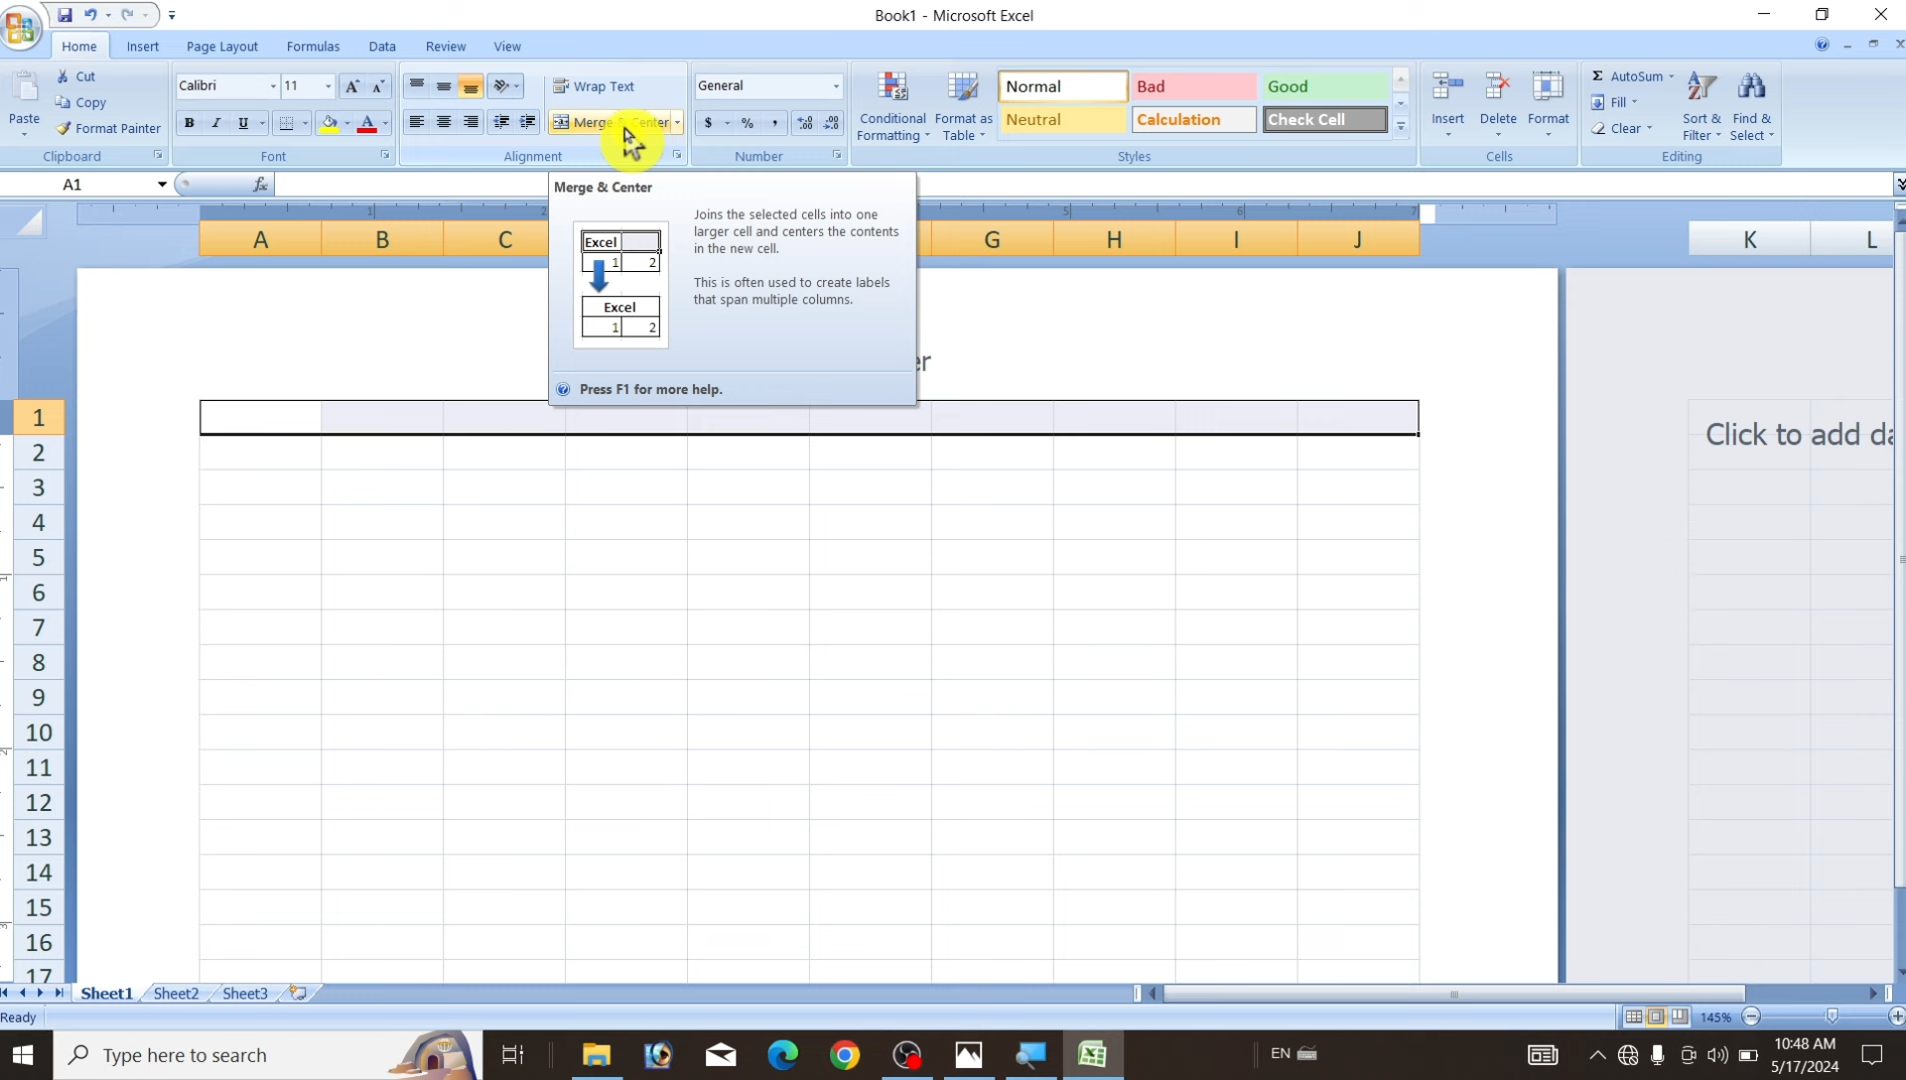 Book1 - Microsoft Excel
Home Insert Page Layout Formulas Data Review View
Paste
Cut
Copy
Format Painter
Clipboard
Calibri 11
A A
B I U A
Font
Wrap Text
Merge & Center
Alignment
General
$ % ,
Number
Conditional Formatting
Format as Table
Normal Bad Good
Neutral Calculation Check Cell
Styles
Insert Delete Format
Cells
Σ AutoSum
Fill
Clear
Sort & Filter
Find & Select
Editing
A1 fx
Merge & Center
Excel
1 2
Excel
1 2
Joins the selected cells into one
larger cell and centers the contents
in the new cell.
This is often used to create labels
that span multiple columns.
Press F1 for more help.
A B C G H I J K L
er
1
2
3
4
5
6
7
8
9
10
11
12
13
14
15
16
17
Click to add da
Sheet1 Sheet2 Sheet3
Ready 145%
Type here to search
EN
10:48 AM
5/17/2024